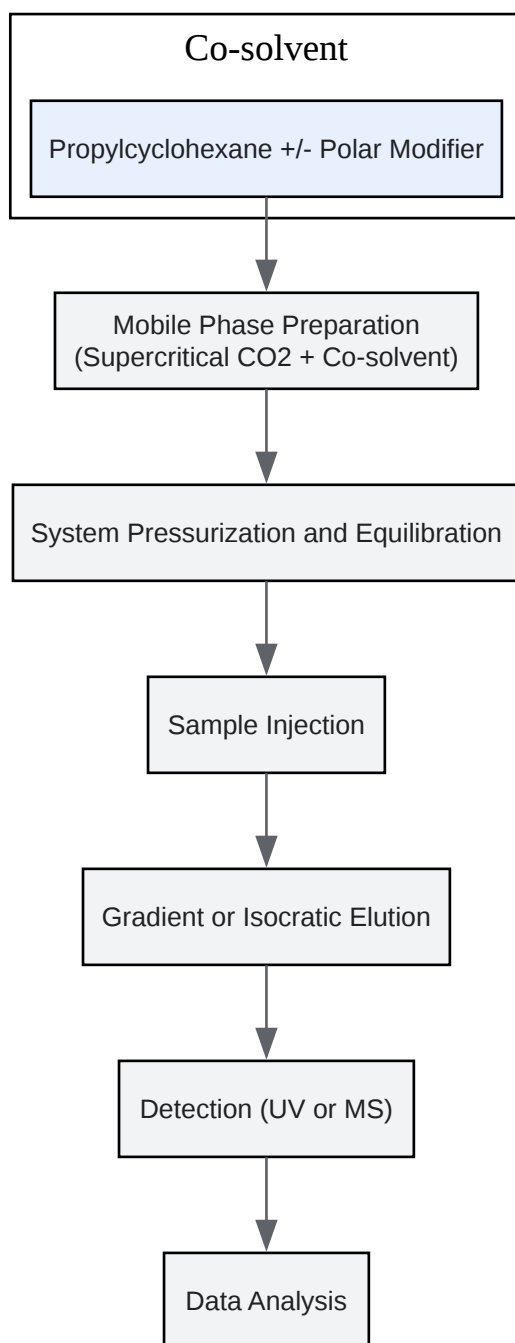 Co-solvent
Propylcyclohexane +/- Polar Modifier
Mobile Phase Preparation
(Supercritical CO2 + Co-solvent)
System Pressurization and Equilibration
Sample Injection
Gradient or Isocratic Elution
Detection (UV or MS)
Data Analysis